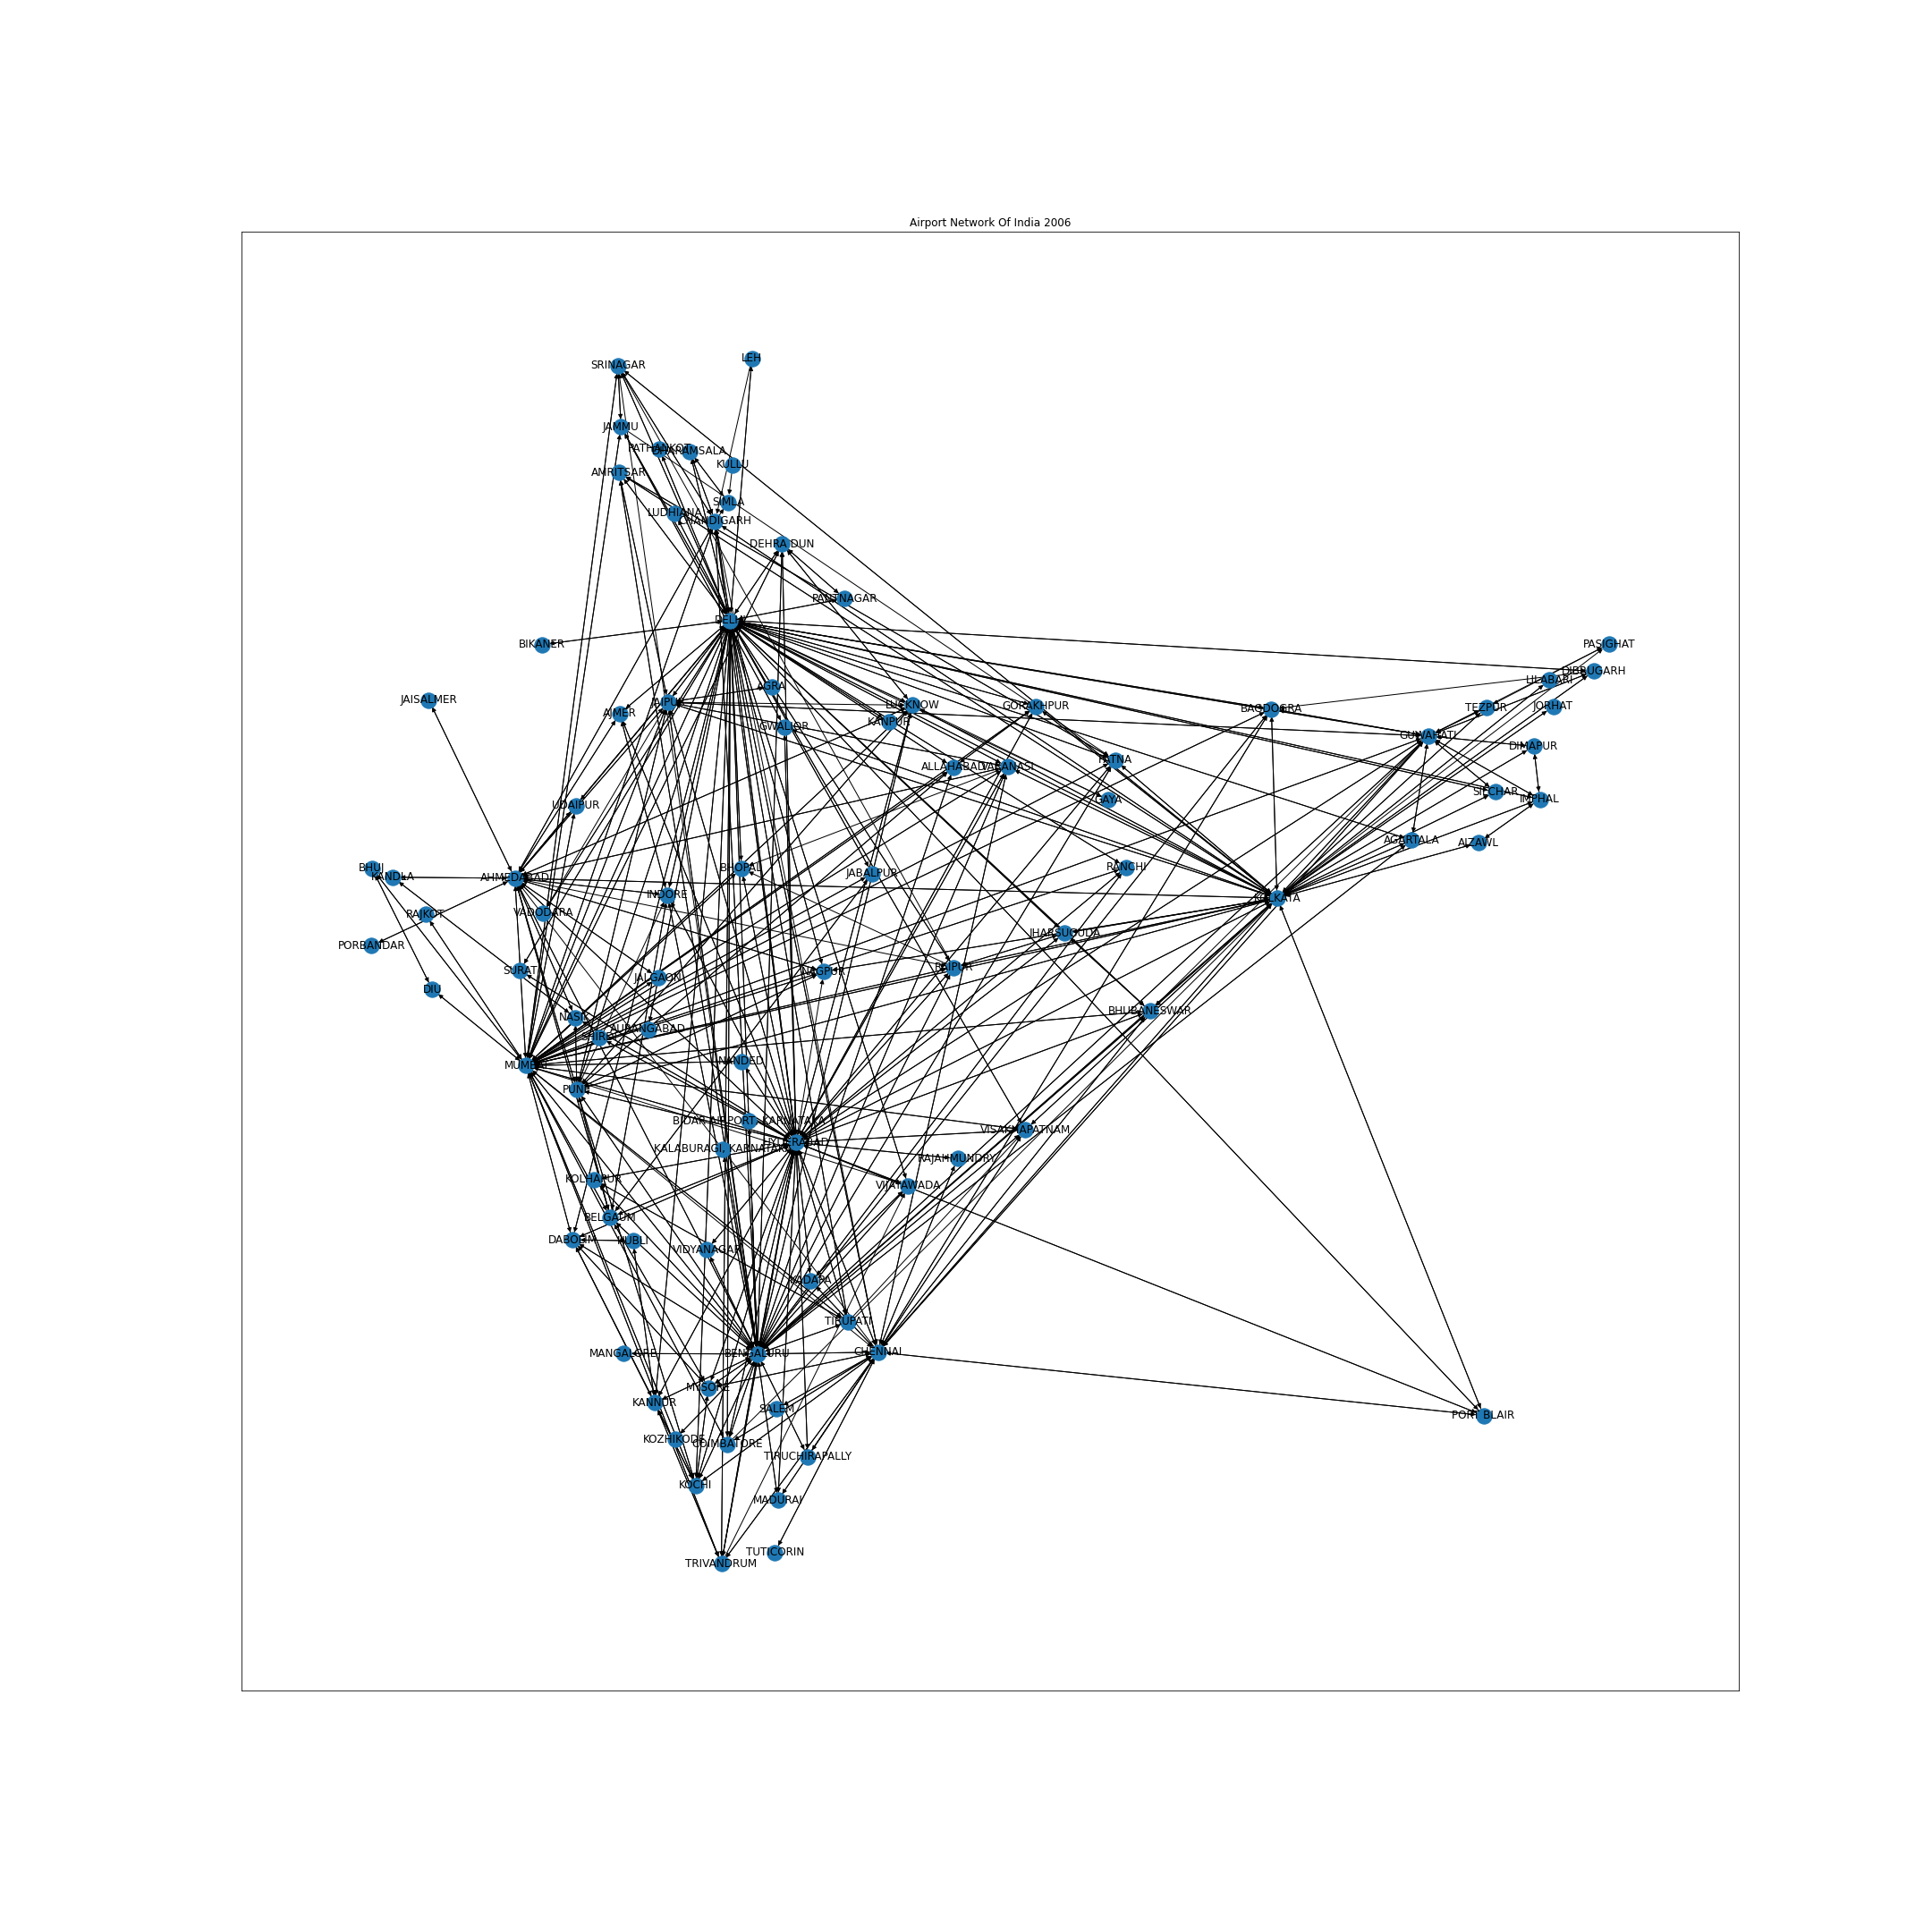 Airport Network Of India 2006
LEH
SRINAGAR
JAMMU
PATHANKOT
DHARAMSALA
KULLU
AMRITSAR
SIMLA
LUDHIANA
CHANDIGARH
DEHRA DUN
PANTNAGAR
DELHI
BIKANER
PASIGHAT
DIBRUGARH
LILABARI
AGRA
JAISALMER
JAIPUR
LUCKNOW
GORAKHPUR
BAGDOGRA
TEZPUR
JORHAT
AJMER
KANPUR
GWALIOR
GUWAHATI
DIMAPUR
PATNA
ALLAHABAD
VARANASI
SILCHAR
IMPHAL
GAYA
UDAIPUR
AGARTALA
AIZAWL
BHUJ
KANDLA
AHMEDABAD
BHOPAL
JABALPUR
RANCHI
INDORE
KOLKATA
RAJKOT
VADODARA
JHARSUGUDA
PORBANDAR
SURAT
JALGAON
NAGPUR
RAIPUR
DIU
BHUBANESWAR
NASIK
AURANGABAD
SHIRDI
MUMBAI
NANDED
PUNE
BIDAR AIRPORT, KARNATAKA
VISAKHAPATNAM
HYDERABAD
KALABURAGI, KARNATAKA
RAJAHMUNDRY
KOLHAPUR
VIJAYAWADA
BELGAUM
DABOLIM
HUBLI
VIDYANAGAR
KADAPA
TIRUPATI
MANGALORE
BENGALURU
CHENNAI
MYSORE
KANNUR
SALEM
PORT BLAIR
KOZHIKODE
COIMBATORE
TIRUCHIRAPALLY
KOCHI
MADURAI
TUTICORIN
TRIVANDRUM